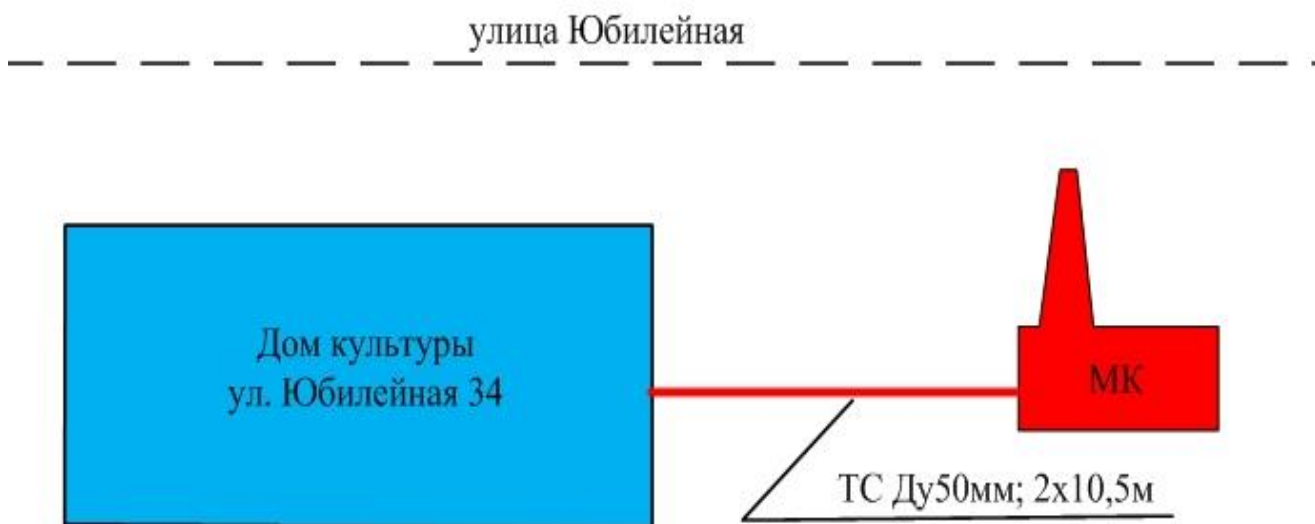 улица Юбилейная
Дом культуры
ул. Юбилейная 34
МК
ТС Ду50мм; 2х10,5м